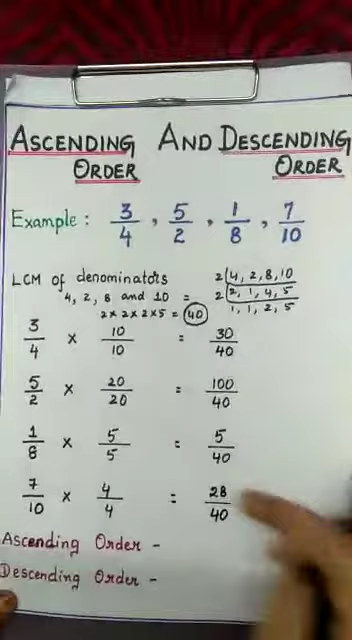 ASCENDING AND DESCENDING
ORDER ORDER
Example : 3/4 , 5/2 , 1/8 , 7/10
LCM of denominators
4, 2, 8 and 10 =
2×2×2×5 = 40
2 | 4, 2, 8, 10
2 | 2, 1, 4, 5
1, 1, 2, 5
3/4 × 10/10 = 30/40
5/2 × 20/20 = 100/40
1/8 × 5/5 = 5/40
7/10 × 4/4 = 28/40
Ascending Order -
Descending Order -